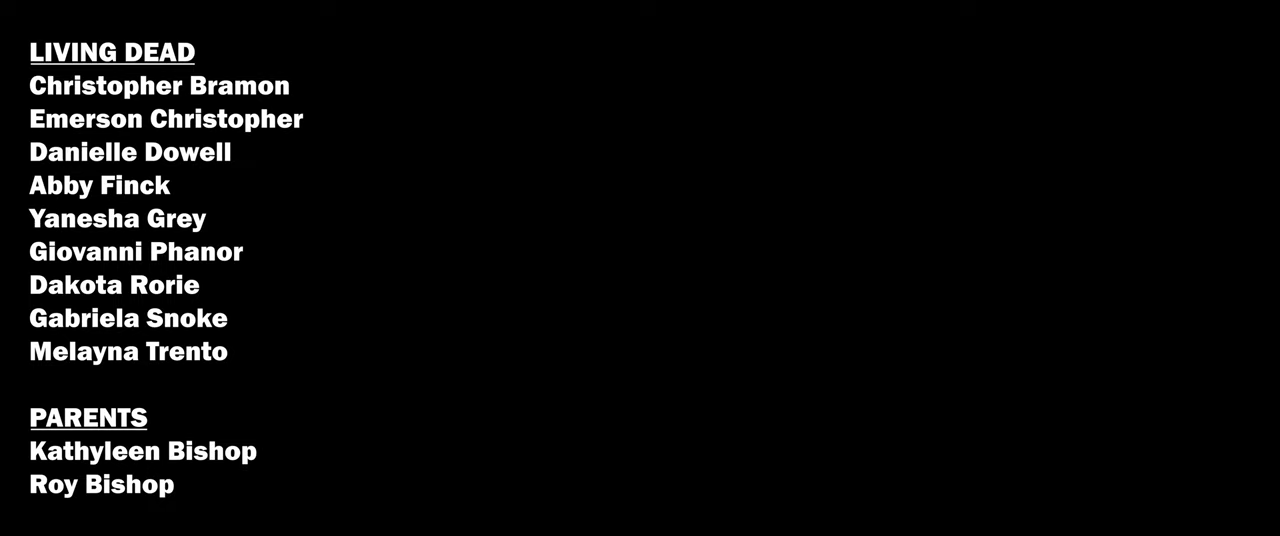 LIVING DEAD
Christopher Bramon
Emerson Christopher
Danielle Dowell
Abby Finck
Yanesha Grey
Giovanni Phanor
Dakota Rorie
Gabriela Snoke
Melayna Trento
PARENTS
Kathyleen Bishop
Roy Bishop